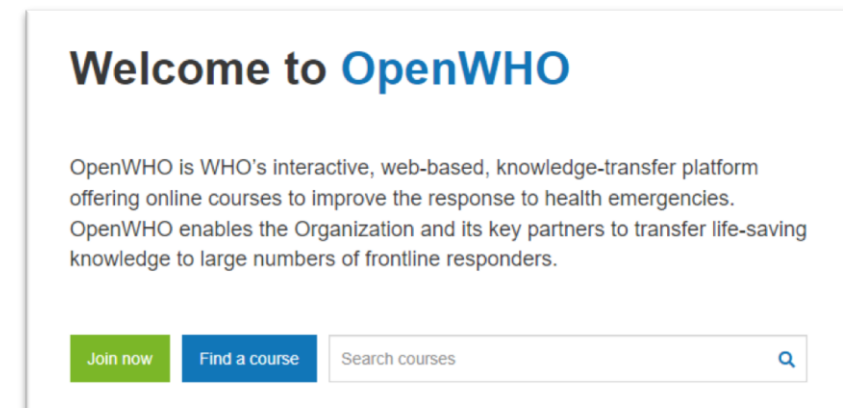 Welcome to OpenWHO
OpenWHO is WHO’s interactive, web-based, knowledge-transfer platform
offering online courses to improve the response to health emergencies.
OpenWHO enables the Organization and its key partners to transfer life-saving
knowledge to large numbers of frontline responders.
Join now Find a course Search courses